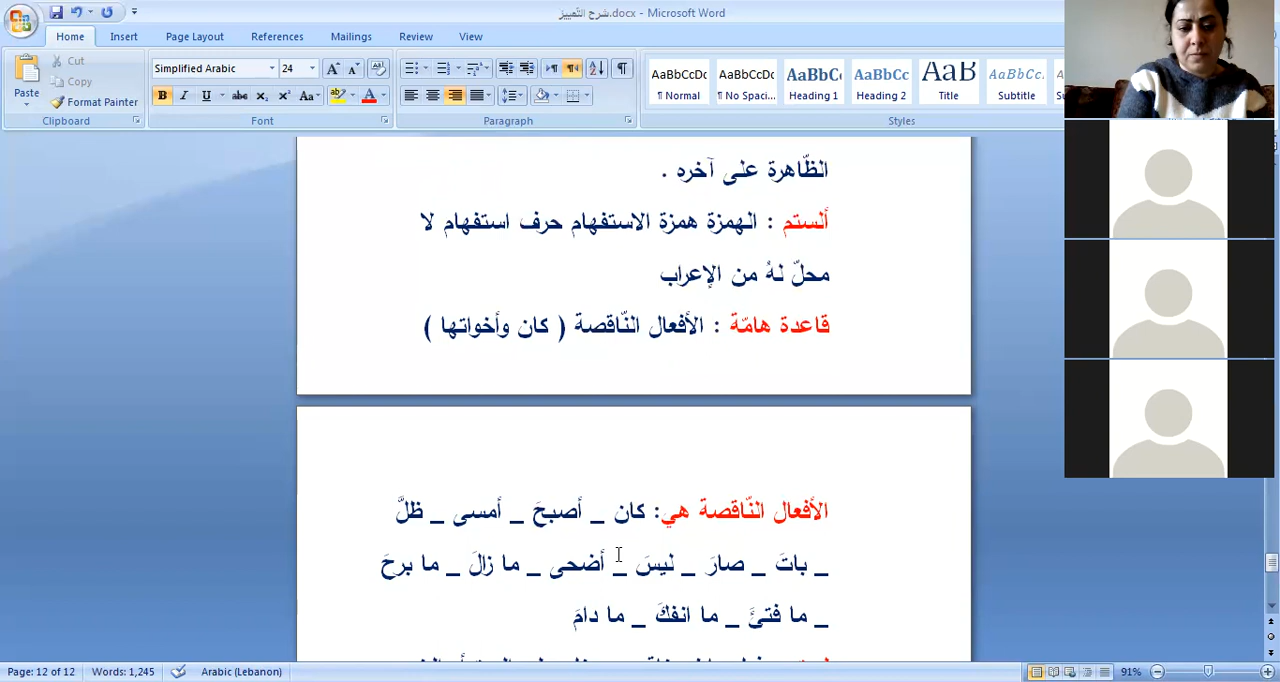 شرح التّمييز.docx - Microsoft Word
Home Insert Page Layout References Mailings Review View
Cut
Copy
Paste
Format Painter
Clipboard
Simplified Arabic 24
Font
Paragraph
AaBbCcDc AaBbCcDc AaBbC AaBbCc AaB AaBbCc
¶ Normal ¶ No Spaci... Heading 1 Heading 2 Title Subtitle
Styles
الظّاهرة على آخره .
ألستم : الهمزة همزة الاستفهام حرف استفهام لا
محلّ لهُ من الإعراب
قاعدة هامّة : الأفعال النّاقصة ( كان وأخواتها )
الأفعال النّاقصة هي: كان _ أصبحَ _ أمسى _ ظلَّ
_ باتَ _ صارَ _ ليسَ _ أضحى _ ما زالَ _ ما برحَ
_ ما فتئَ _ ما انفكَ _ ما دامَ
Page: 12 of 12 Words: 1,245 Arabic (Lebanon) 91%